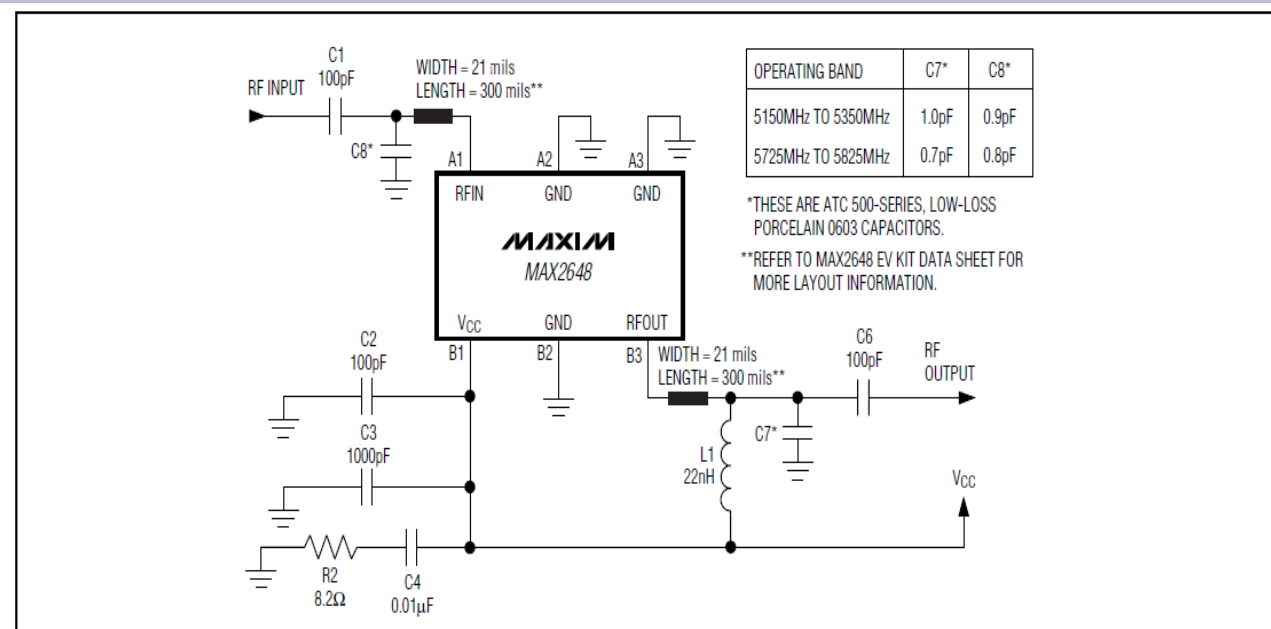 C1
100pF
RF INPUT
WIDTH = 21 mils
LENGTH = 300 mils**
C8*
A1
A2
A3
RFIN
GND
GND
MAXIM
MAX2648
VCC
GND
RFOUT
B1
B2
B3
C2
100pF
C3
1000pF
R2
8.2Ω
C4
0.01µF
WIDTH = 21 mils
LENGTH = 300 mils**
C6
100pF
RF
OUTPUT
C7*
L1
22nH
VCC
OPERATING BAND C7* C8*
5150MHz TO 5350MHz 1.0pF 0.9pF
5725MHz TO 5825MHz 0.7pF 0.8pF
*THESE ARE ATC 500-SERIES, LOW-LOSS
PORCELAIN 0603 CAPACITORS.
**REFER TO MAX2648 EV KIT DATA SHEET FOR
MORE LAYOUT INFORMATION.